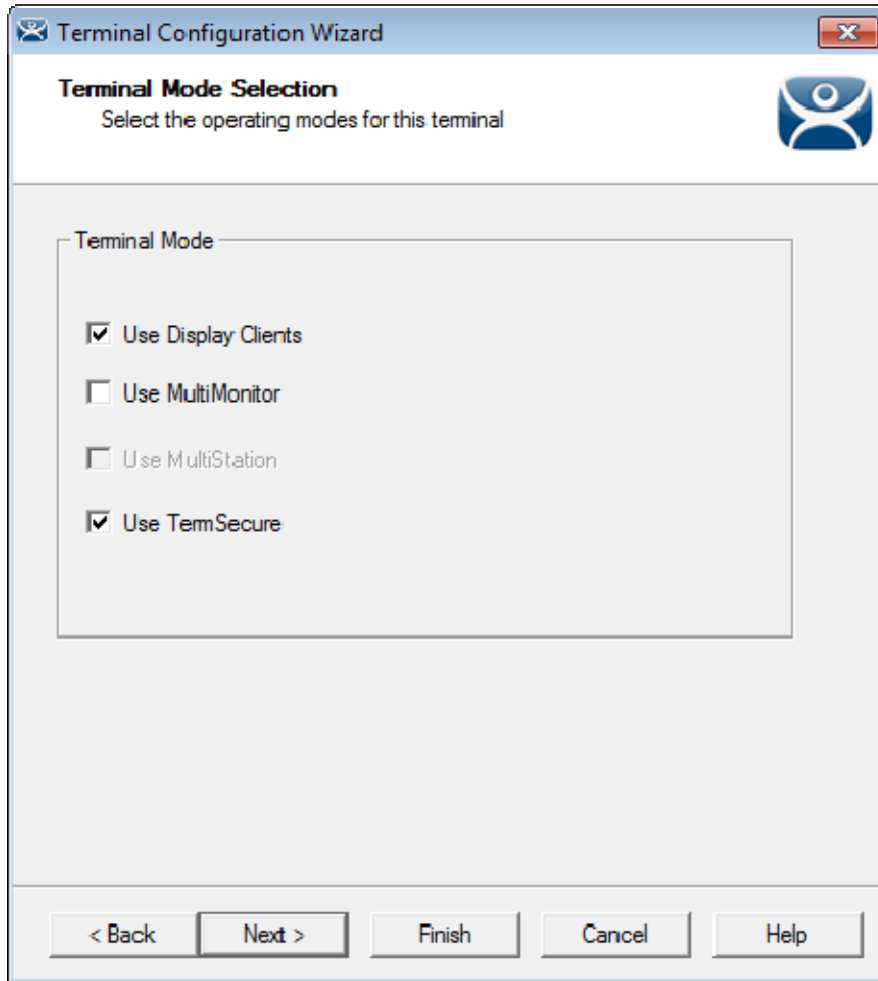 Terminal Configuration Wizard
Terminal Mode Selection
Select the operating modes for this terminal
Terminal Mode
Use Display Clients
Use MultiMonitor
Use MultiStation
Use TermSecure
< Back Next > Finish Cancel Help